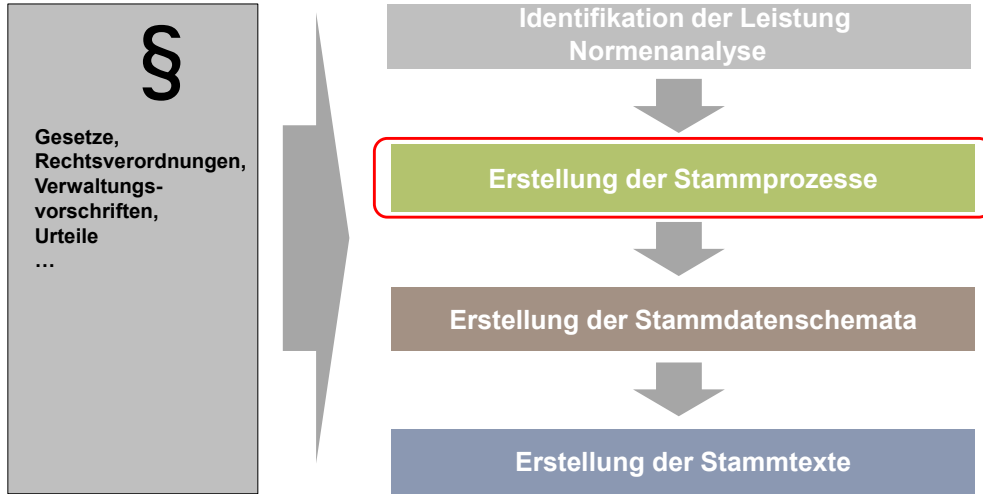 §
Gesetze,
Rechtsverordnungen,
Verwaltungs-
vorschriften,
Urteile
…
Identifikation der Leistung
Normenanalyse
Erstellung der Stammprozesse
Erstellung der Stammdatenschemata
Erstellung der Stammtexte